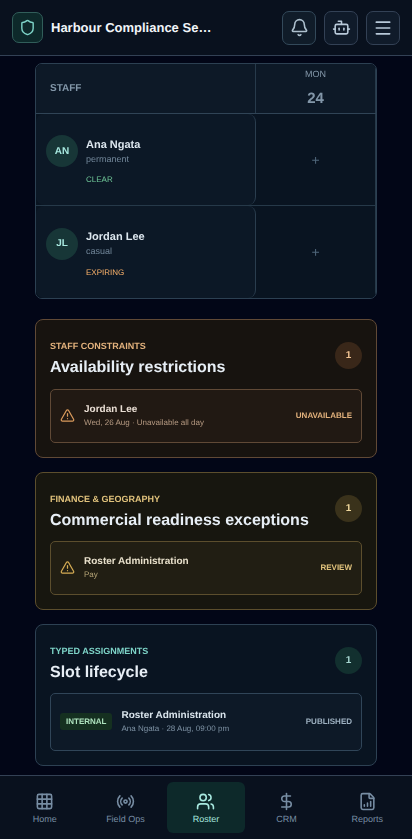 Harbour Compliance Se...
STAFF
MON
24
AN
Ana Ngata
permanent
CLEAR
+
JL
Jordan Lee
casual
EXPIRING
+
STAFF CONSTRAINTS
Availability restrictions
1
Jordan Lee
Wed, 26 Aug · Unavailable all day
UNAVAILABLE
FINANCE & GEOGRAPHY
Commercial readiness exceptions
1
Roster Administration
Pay
REVIEW
TYPED ASSIGNMENTS
Slot lifecycle
1
INTERNAL
Roster Administration
Ana Ngata · 28 Aug, 09:00 pm
PUBLISHED
Home
Field Ops
Roster
CRM
Reports